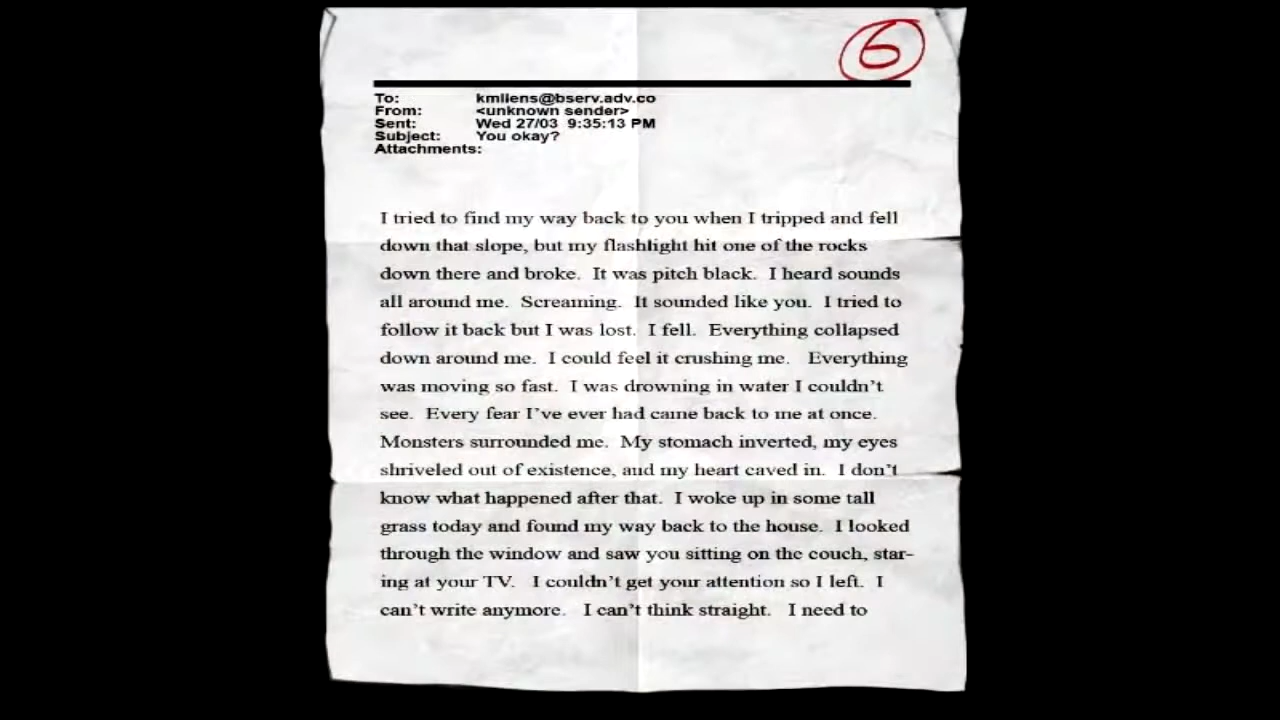 6
To: kmliens@bserv.adv.co
From: <unknown sender>
Sent: Wed 27/03 9:35:13 PM
Subject: You okay?
Attachments:
I tried to find my way back to you when I tripped and fell
down that slope, but my flashlight hit one of the rocks
down there and broke. It was pitch black. I heard sounds
all around me. Screaming. It sounded like you. I tried to
follow it back but I was lost. I fell. Everything collapsed
down around me. I could feel it crushing me. Everything
was moving so fast. I was drowning in water I couldn't
see. Every fear I've ever had came back to me at once.
Monsters surrounded me. My stomach inverted, my eyes
shriveled out of existence, and my heart caved in. I don't
know what happened after that. I woke up in some tall
grass today and found my way back to the house. I looked
through the window and saw you sitting on the couch, star-
ing at your TV. I couldn't get your attention so I left. I
can't write anymore. I can't think straight. I need to